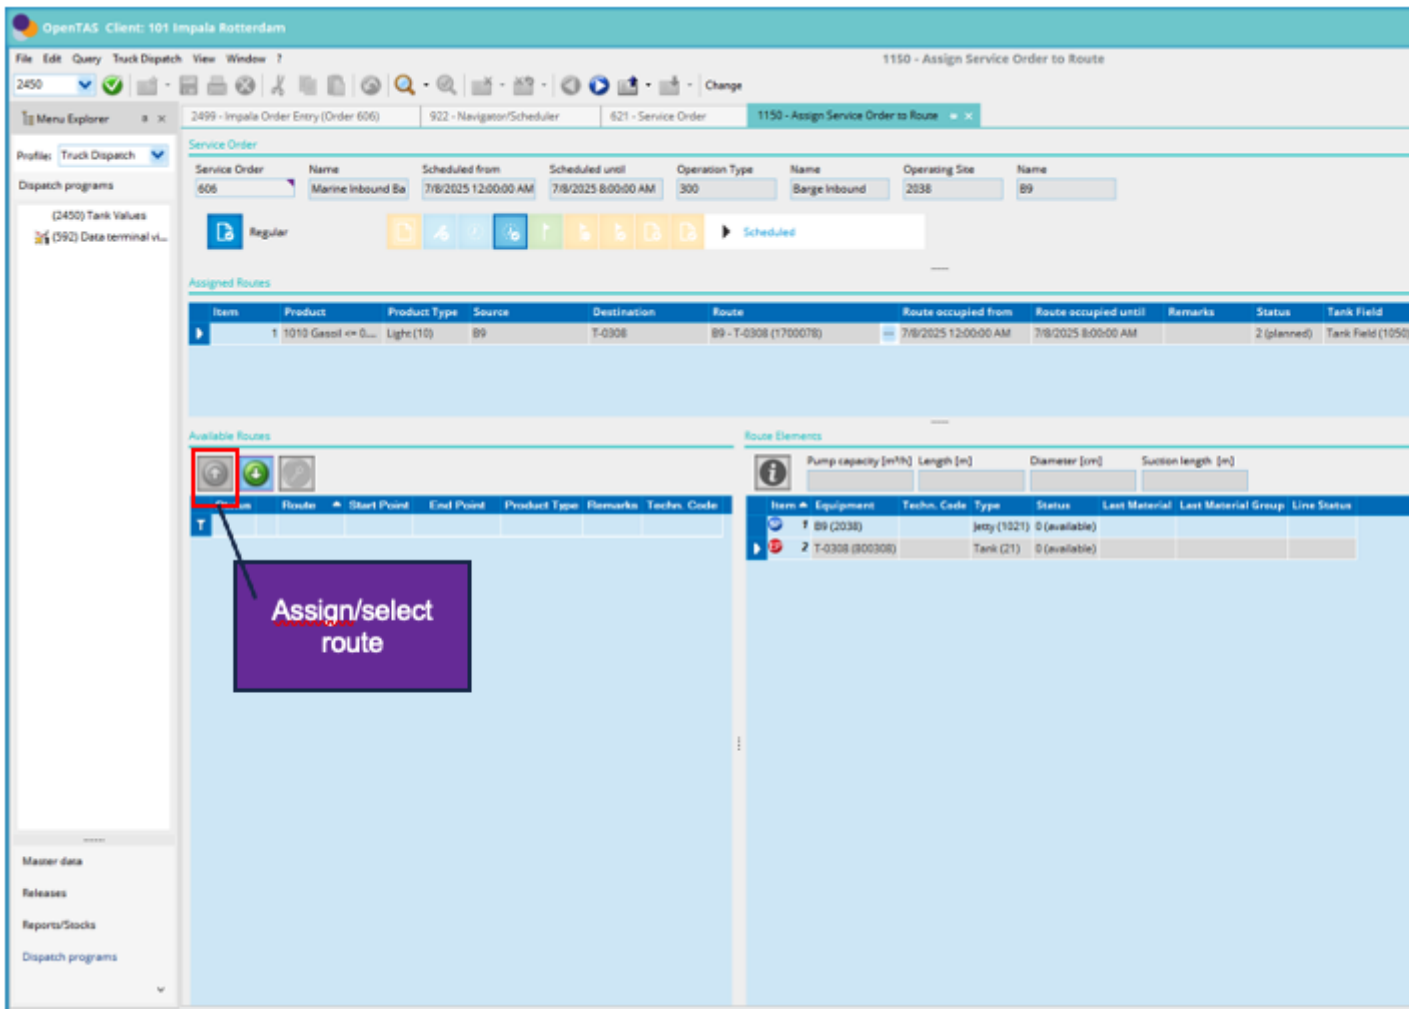 OpenTAS Client: 101 Impala Rotterdam
File Edit Query Truck Dispatch View Window ?
1150 - Assign Service Order to Route
2450
Change
Menu Explorer
2499 - Impala Order Entry (Order 606) 922 - Navigator/Scheduler 621 - Service Order 1150 - Assign Service Order to Route
Profile: Truck Dispatch
Service Order
Service Order Name Scheduled from Scheduled until Operation Type Name Operating Site Name
606 Marine Inbound Ba 7/8/2025 12:00:00 AM 7/8/2025 8:00:00 AM 300 Barge Inbound 2038 B9
Dispatch programs
(2450) Tank Values
(592) Data terminal vi...
Regular
Scheduled
Assigned Routes
Item Product Product Type Source Destination Route Route occupied from Route occupied until Remarks Status Tank Field
1 1010 Gasoil <= 0.... Light (10) B9 T-0308 B9 - T-0308 (1700078) 7/8/2025 12:00:00 AM 7/8/2025 8:00:00 AM 2 (planned) Tank Field (1050)
Available Routes
Route Elements
Pump capacity [m³/h] Length [m] Diameter [cm] Suction length [m]
Route Start Point End Point Product Type Remarks Techn. Code
Item Equipment Techn. Code Type Status Last Material Last Material Group Line Status
1 B9 (2038) Jetty (1021) 0 (available)
2 T-0308 (800308) Tank (21) 0 (available)
Assign/select
route
Master data
Releases
Reports/Stocks
Dispatch programs